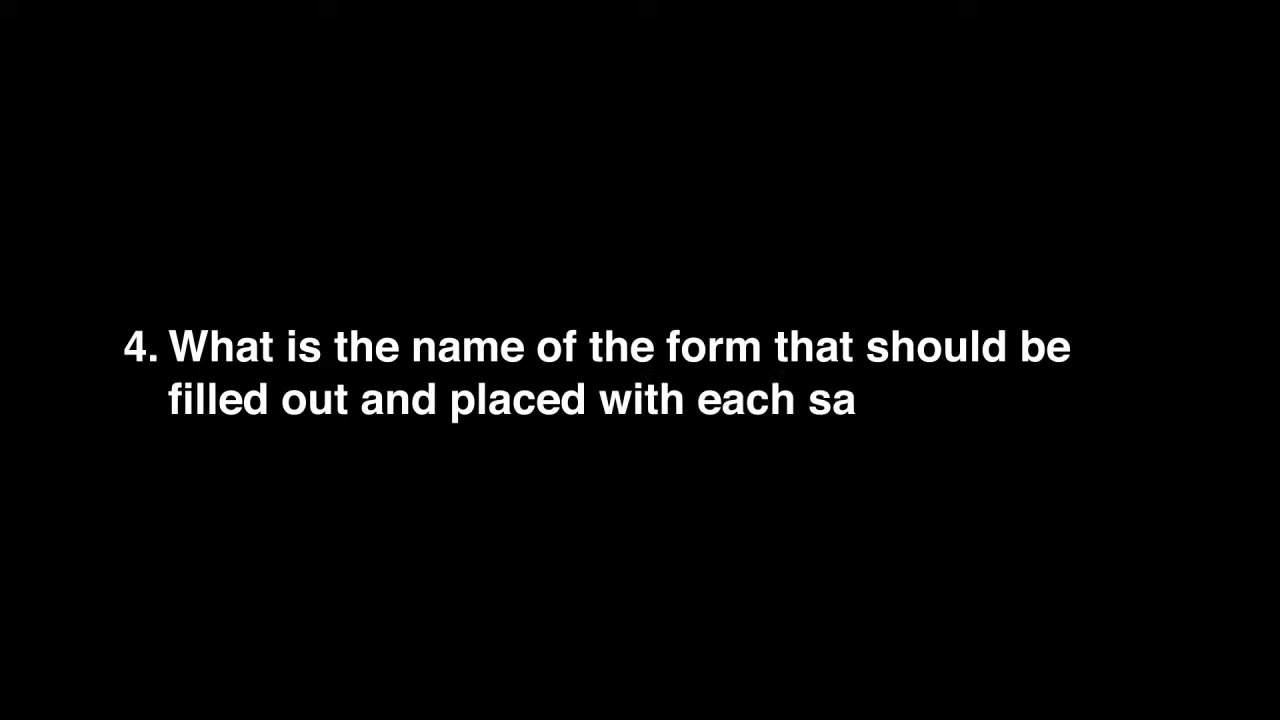 4. What is the name of the form that should be
filled out and placed with each sa